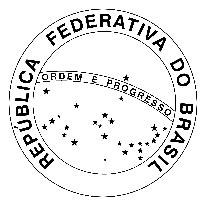 REPUBLICA FEDERATIVA DO BRASIL
ORDEM E PROGRESSO